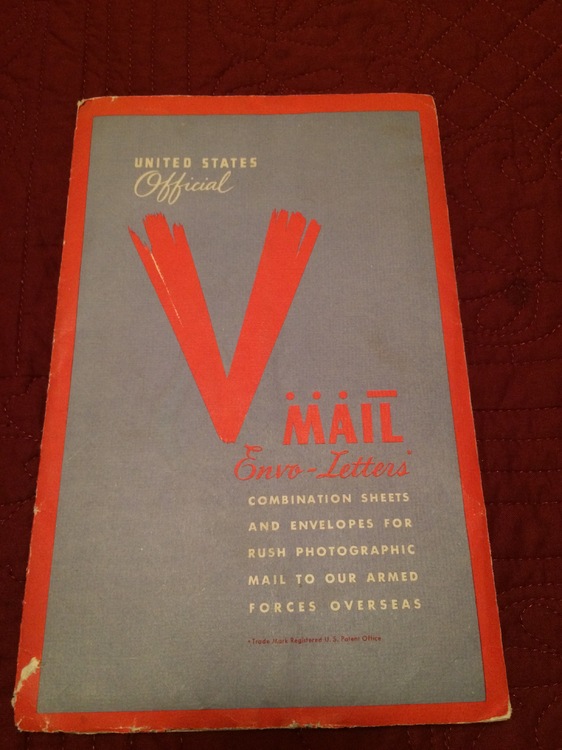 UNITED STATES
Official
V
... —
MAIL
Envo-Letters*
COMBINATION SHEETS
AND ENVELOPES FOR
RUSH PHOTOGRAPHIC
MAIL TO OUR ARMED
FORCES OVERSEAS
* Trade Mark Registered U. S. Patent Office